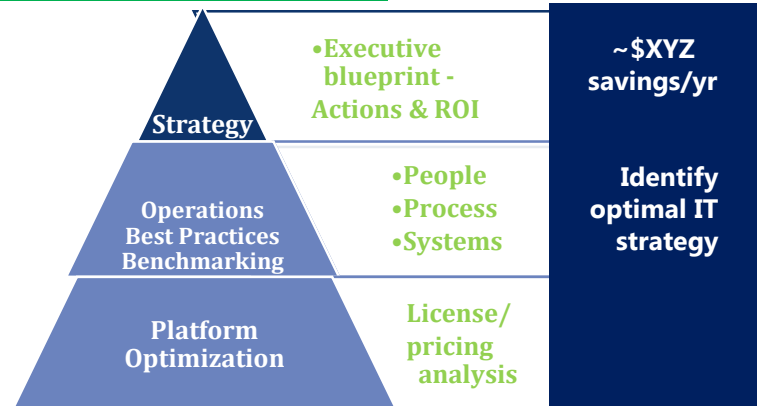 Strategy
•Executive
blueprint -
Actions & ROI
~$XYZ
savings/yr
Operations
Best Practices
Benchmarking
•People
•Process
•Systems
Identify
optimal IT
strategy
Platform
Optimization
License/
pricing
analysis